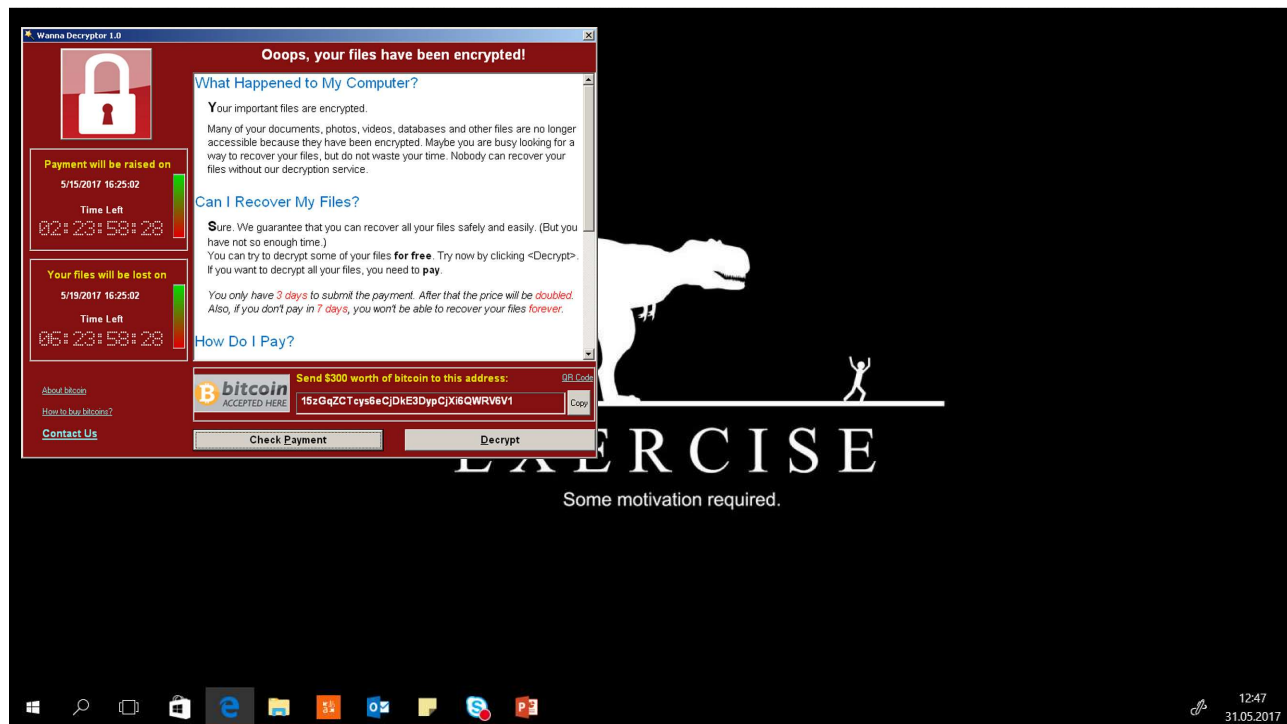 Wanna Decryptor 1.0
Ooops, your files have been encrypted!
Payment will be raised on
5/15/2017 16:25:02
Time Left
02:23:58:28
Your files will be lost on
5/19/2017 16:25:02
Time Left
06:23:58:28
About bitcoin
How to buy bitcoins?
Contact Us
What Happened to My Computer?
Your important files are encrypted.
Many of your documents, photos, videos, databases and other files are no longer
accessible because they have been encrypted. Maybe you are busy looking for a
way to recover your files, but do not waste your time. Nobody can recover your
files without our decryption service.
Can I Recover My Files?
Sure. We guarantee that you can recover all your files safely and easily. (But you
have not so enough time.)
You can try to decrypt some of your files for free. Try now by clicking <Decrypt>.
If you want to decrypt all your files, you need to pay.
You only have 3 days to submit the payment. After that the price will be doubled.
Also, if you don't pay in 7 days, you won't be able to recover your files forever.
How Do I Pay?
bitcoin
ACCEPTED HERE
Send $300 worth of bitcoin to this address:
QR Code
15zGqZCTcys6eCjDkE3DypCjXi6QWRV6V1
Copy
Check Payment
Decrypt
EXERCISE
Some motivation required.
12:47
31.05.2017